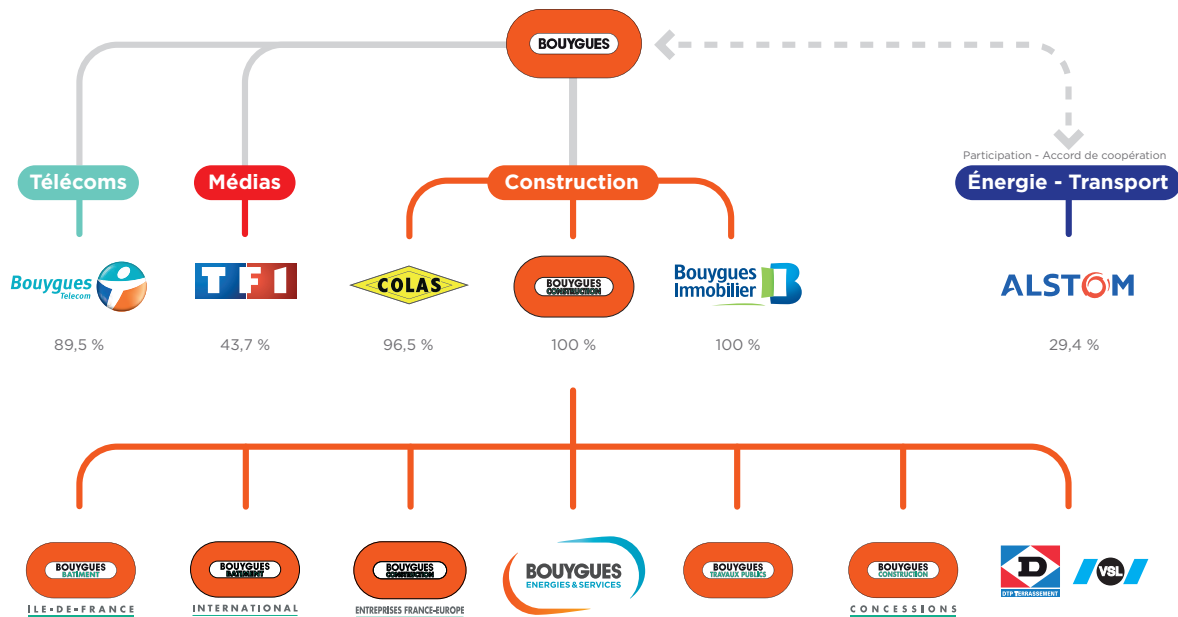 BOUYGUES
Participation - Accord de coopération
Télécoms
Médias
Construction
Énergie - Transport
Bouygues
Telecom
TF1
COLAS
BOUYGUES
CONSTRUCTION
Bouygues
Immobilier
ALSTOM
89,5 %
43,7 %
96,5 %
100 %
100 %
29,4 %
BOUYGUES
BATIMENT
ILE-DE-FRANCE
BOUYGUES
BATIMENT
INTERNATIONAL
BOUYGUES
CONSTRUCTION
ENTREPRISES FRANCE-EUROPE
BOUYGUES
ENERGIES & SERVICES
BOUYGUES
TRAVAUX PUBLICS
BOUYGUES
CONSTRUCTION
CONCESSIONS
D
DTP TERRASSEMENT
VSL